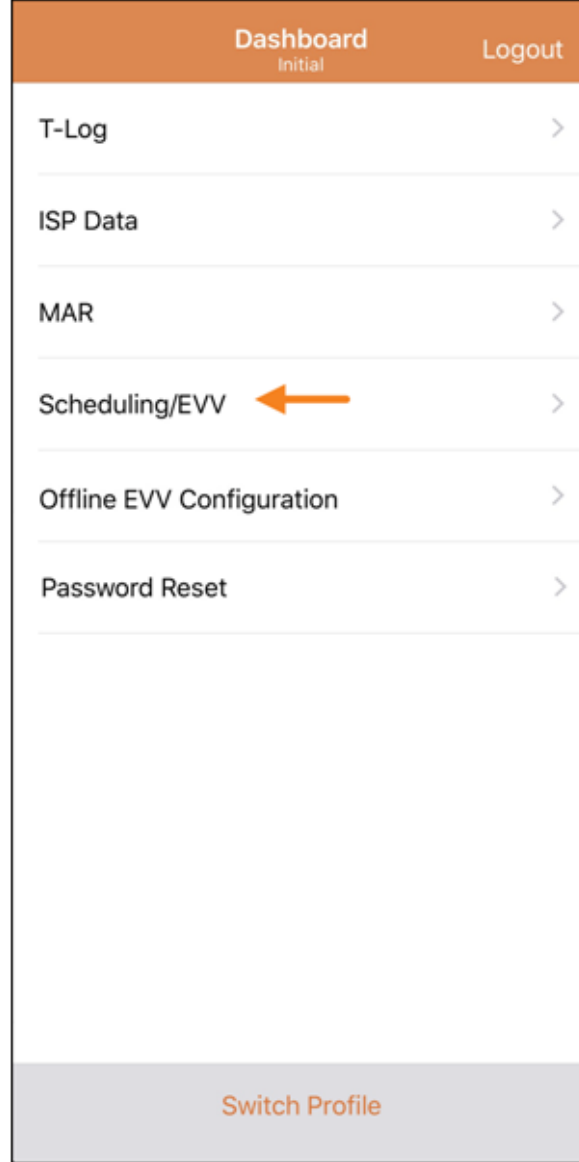 Dashboard
Initial
Logout
T-Log
ISP Data
MAR
Scheduling/EVV
Offline EVV Configuration
Password Reset
Switch Profile